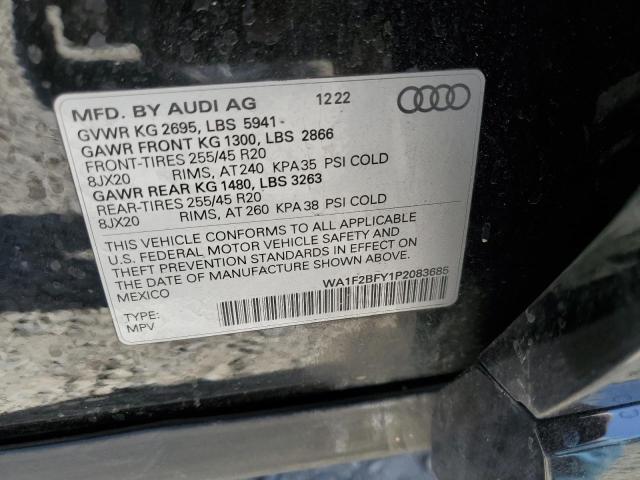 MFD. BY AUDI AG 12 22
GVWR KG 2695, LBS 5941
GAWR FRONT KG 1300, LBS 2866
FRONT-TIRES 255/45 R20
8JX20 RIMS, AT 240 KPA 35 PSI COLD
GAWR REAR KG 1480, LBS 3263
REAR-TIRES 255/45 R20
8JX20 RIMS, AT 260 KPA 38 PSI COLD
THIS VEHICLE CONFORMS TO ALL APPLICABLE
U.S. FEDERAL MOTOR VEHICLE SAFETY AND
THEFT PREVENTION STANDARDS IN EFFECT ON
THE DATE OF MANUFACTURE SHOWN ABOVE.
MEXICO
WA1F2BFY1P2083686
TYPE:
MPV